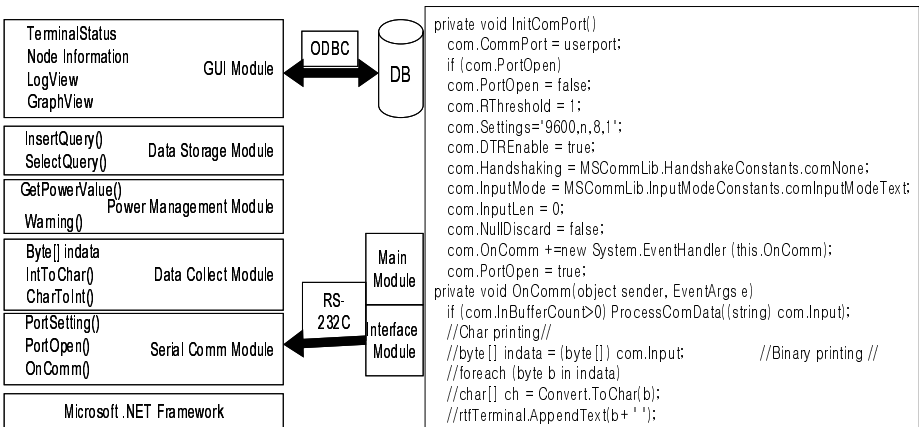 TerminalStatus
Node Information
LogView
GraphView
GUI Module
ODBC
DB
InsertQuery()
SelectQuery()
Data Storage Module
GetPowerValue()
Warning()
Power Management Module
Byte[] indata
IntToChar()
CharToInt()
Data Collect Module
PortSetting()
PortOpen()
OnComm()
Serial Comm Module
Microsoft .NET Framework
RS-
232C
Main
Module
Interface
Module
private void InitComPort()
com.CommPort = userport;
if (com.PortOpen)
com.PortOpen = false;
com.RThreshold = 1;
com.Settings='9600,n,8,1';
com.DTREnable = true;
com.Handshaking = MSCommLib.HandshakeConstants.comNone;
com.InputMode = MSCommLib.InputModeConstants.comInputModeText;
com.InputLen = 0;
com.NullDiscard = false;
com.OnComm +=new System.EventHandler (this.OnComm);
com.PortOpen = true;
private void OnComm(object sender, EventArgs e)
if (com.InBufferCount>0) ProcessComData((string) com.Input);
//Char printing//
//byte[] indata = (byte[]) com.Input; //Binary printing //
//foreach (byte b in indata)
//char[] ch = Convert.ToChar(b);
//rtfTerminal.AppendText(b+ ' ');